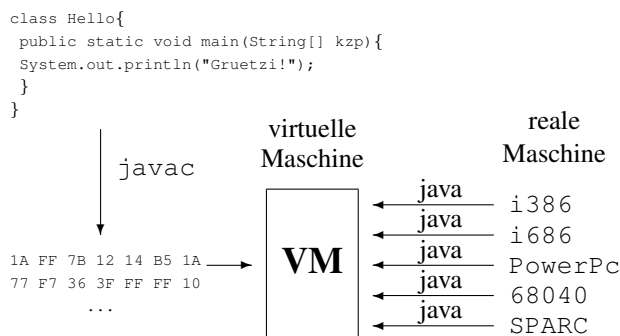 class Hello{
public static void main(String[] kzp){
System.out.println("Gruetzi!");
}
}
javac
1A FF 7B 12 14 B5 1A
77 F7 36 3F FF FF 10
...
virtuelle
Maschine
VM
reale
Maschine
java i386
java i686
java PowerPc
java 68040
java SPARC